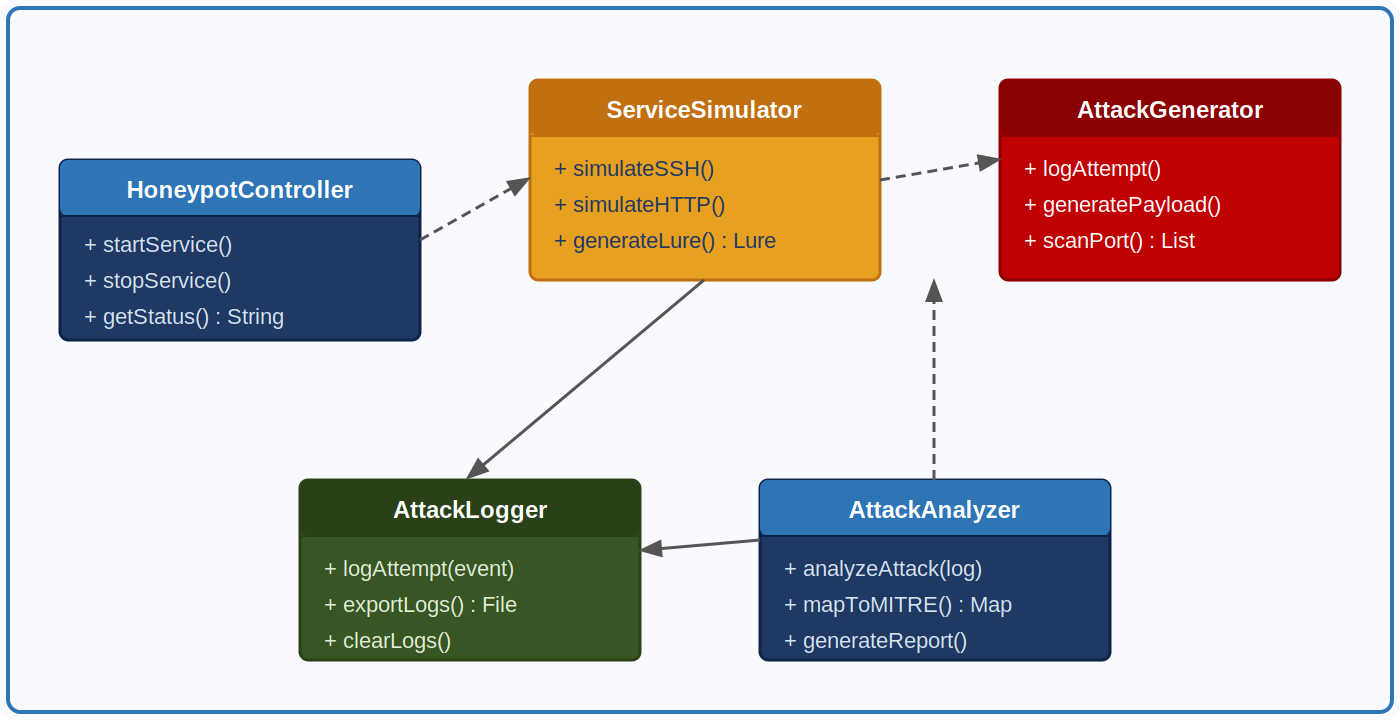 HoneypotController
+ startService()
+ stopService()
+ getStatus() : String
ServiceSimulator
+ simulateSSH()
+ simulateHTTP()
+ generateLure() : Lure
AttackGenerator
+ logAttempt()
+ generatePayload()
+ scanPort() : List
AttackLogger
+ logAttempt(event)
+ exportLogs() : File
+ clearLogs()
AttackAnalyzer
+ analyzeAttack(log)
+ mapToMITRE() : Map
+ generateReport()